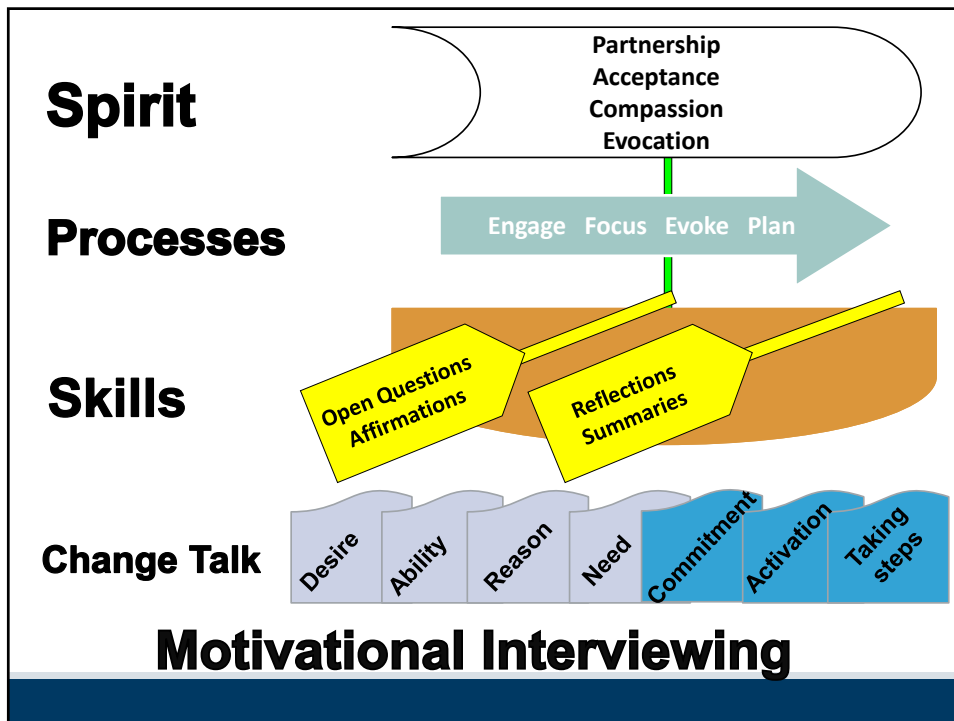 Spirit
Partnership
Acceptance
Compassion
Evocation
Processes
Engage Focus Evoke Plan
Skills
Open Questions
Affirmations
Reflections
Summaries
Change Talk
Desire
Ability
Reason
Need
Commitment
Activation
Taking
steps
Motivational Interviewing